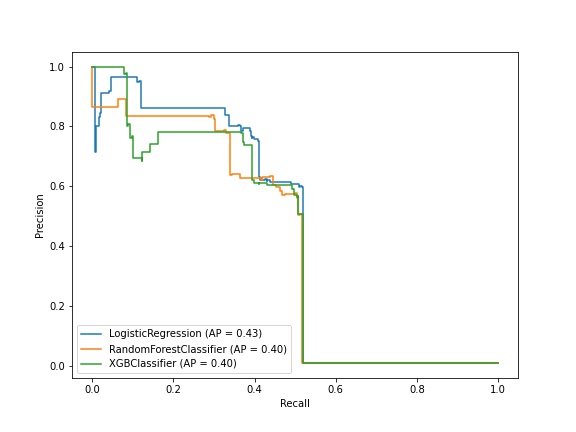 1.0
0.8
0.6
0.4
0.2
0.0
Precision
LogisticRegression (AP = 0.43)
RandomForestClassifier (AP = 0.40)
XGBClassifier (AP = 0.40)
0.0 0.2 0.4 0.6 0.8 1.0
Recall